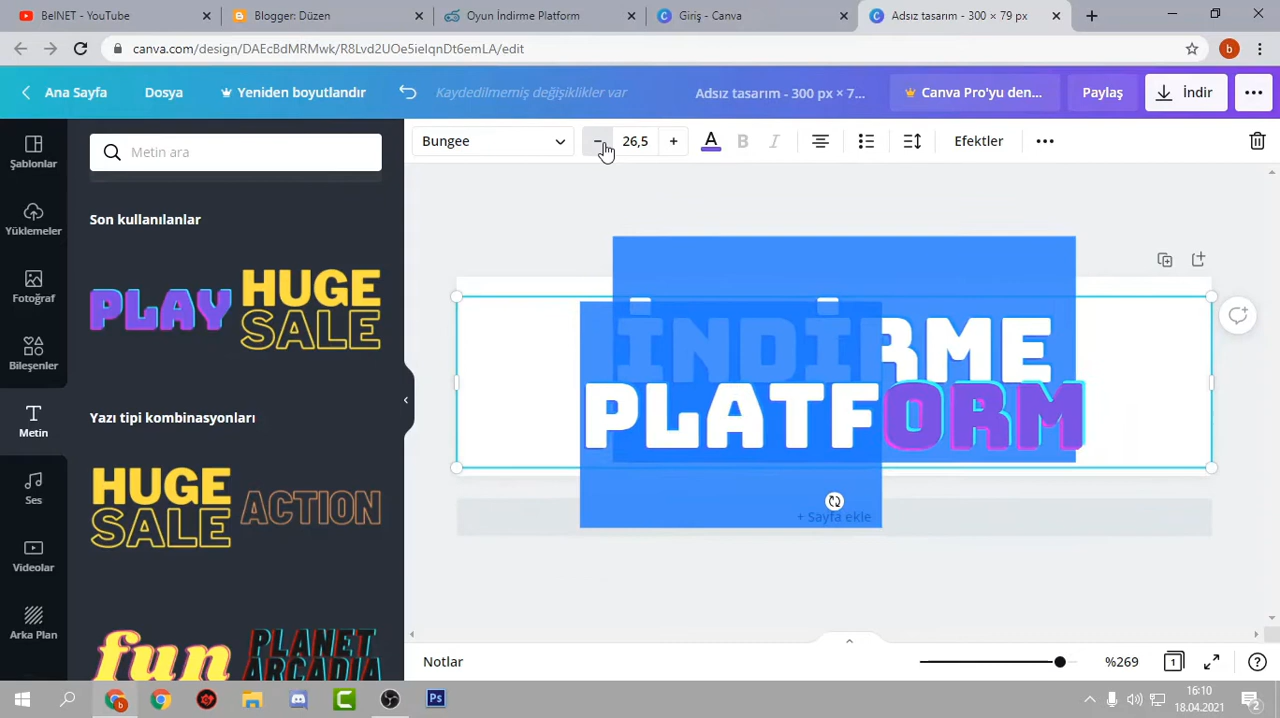 BelNET - YouTube
Blogger: Düzen
Oyun İndirme Platform
Giriş - Canva
Adsız tasarım - 300 × 79 px
canva.com/design/DAEcBdMRMwk/R8Lvd2UOe5ielqnDt6emLA/edit
b
Ana Sayfa
Dosya
Yeniden boyutlandır
Kaydedilmemiş değişiklikler var
Adsız tasarım - 300 px × 7...
Canva Pro'yu den...
Paylaş
İndir
Bungee
26,5
A
B
I
Efektler
Şablonlar
Yüklemeler
Fotoğraf
Bileşenler
Metin
Ses
Videolar
Arka Plan
Metin ara
Son kullanılanlar
PLAY
HUGE
SALE
Yazı tipi kombinasyonları
HUGE
SALE
ACTION
fun
PLANET
ARCADIA
İNDİRME
PLATFORM
+ Sayfa ekle
Notlar
%269
1
16:10
18.04.2021
2
Ps